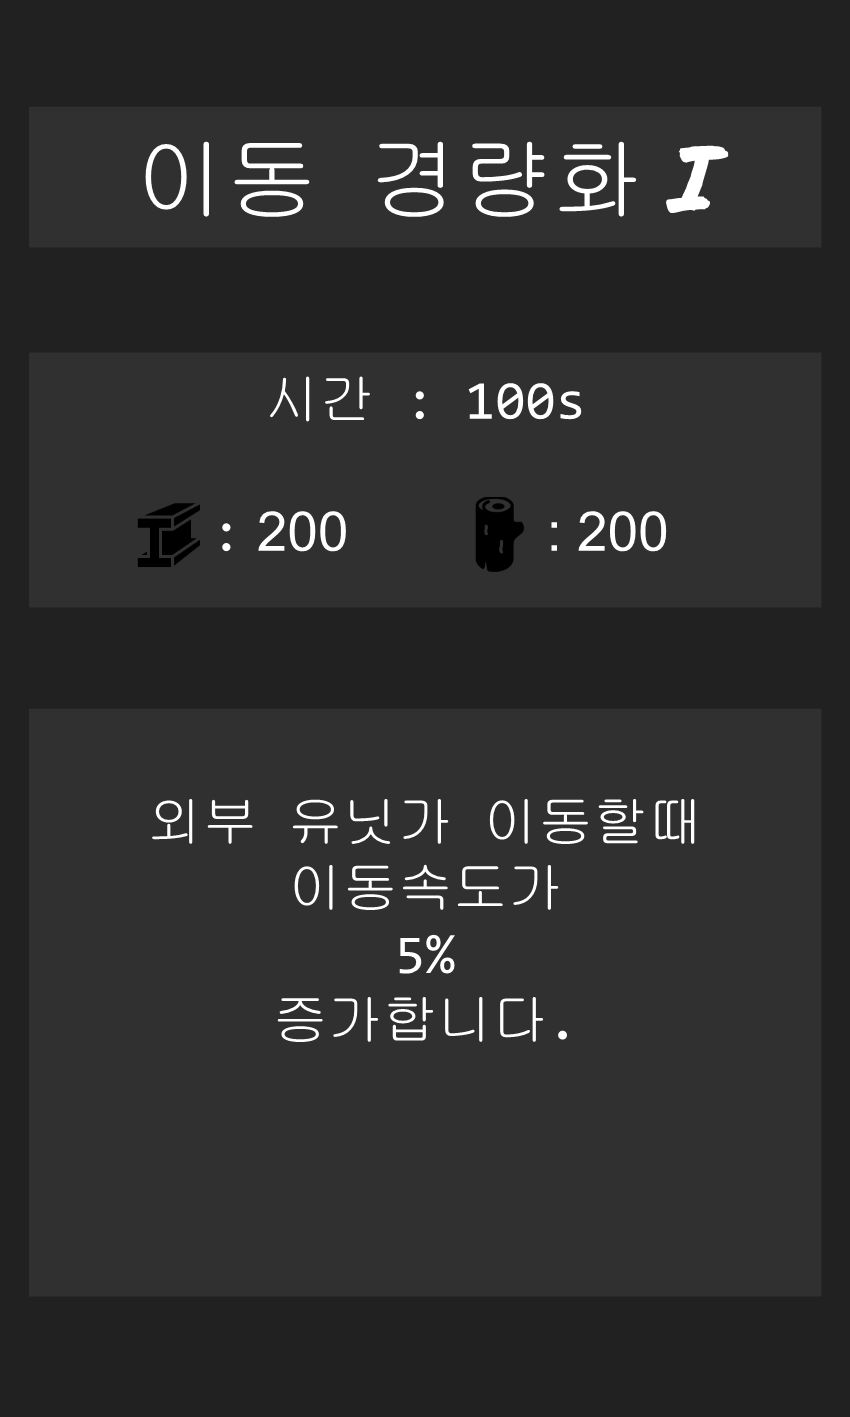 이동 경량화 I
시간 : 100s
: 200 : 200
외부 유닛가 이동할때
이동속도가
5%
증가합니다.